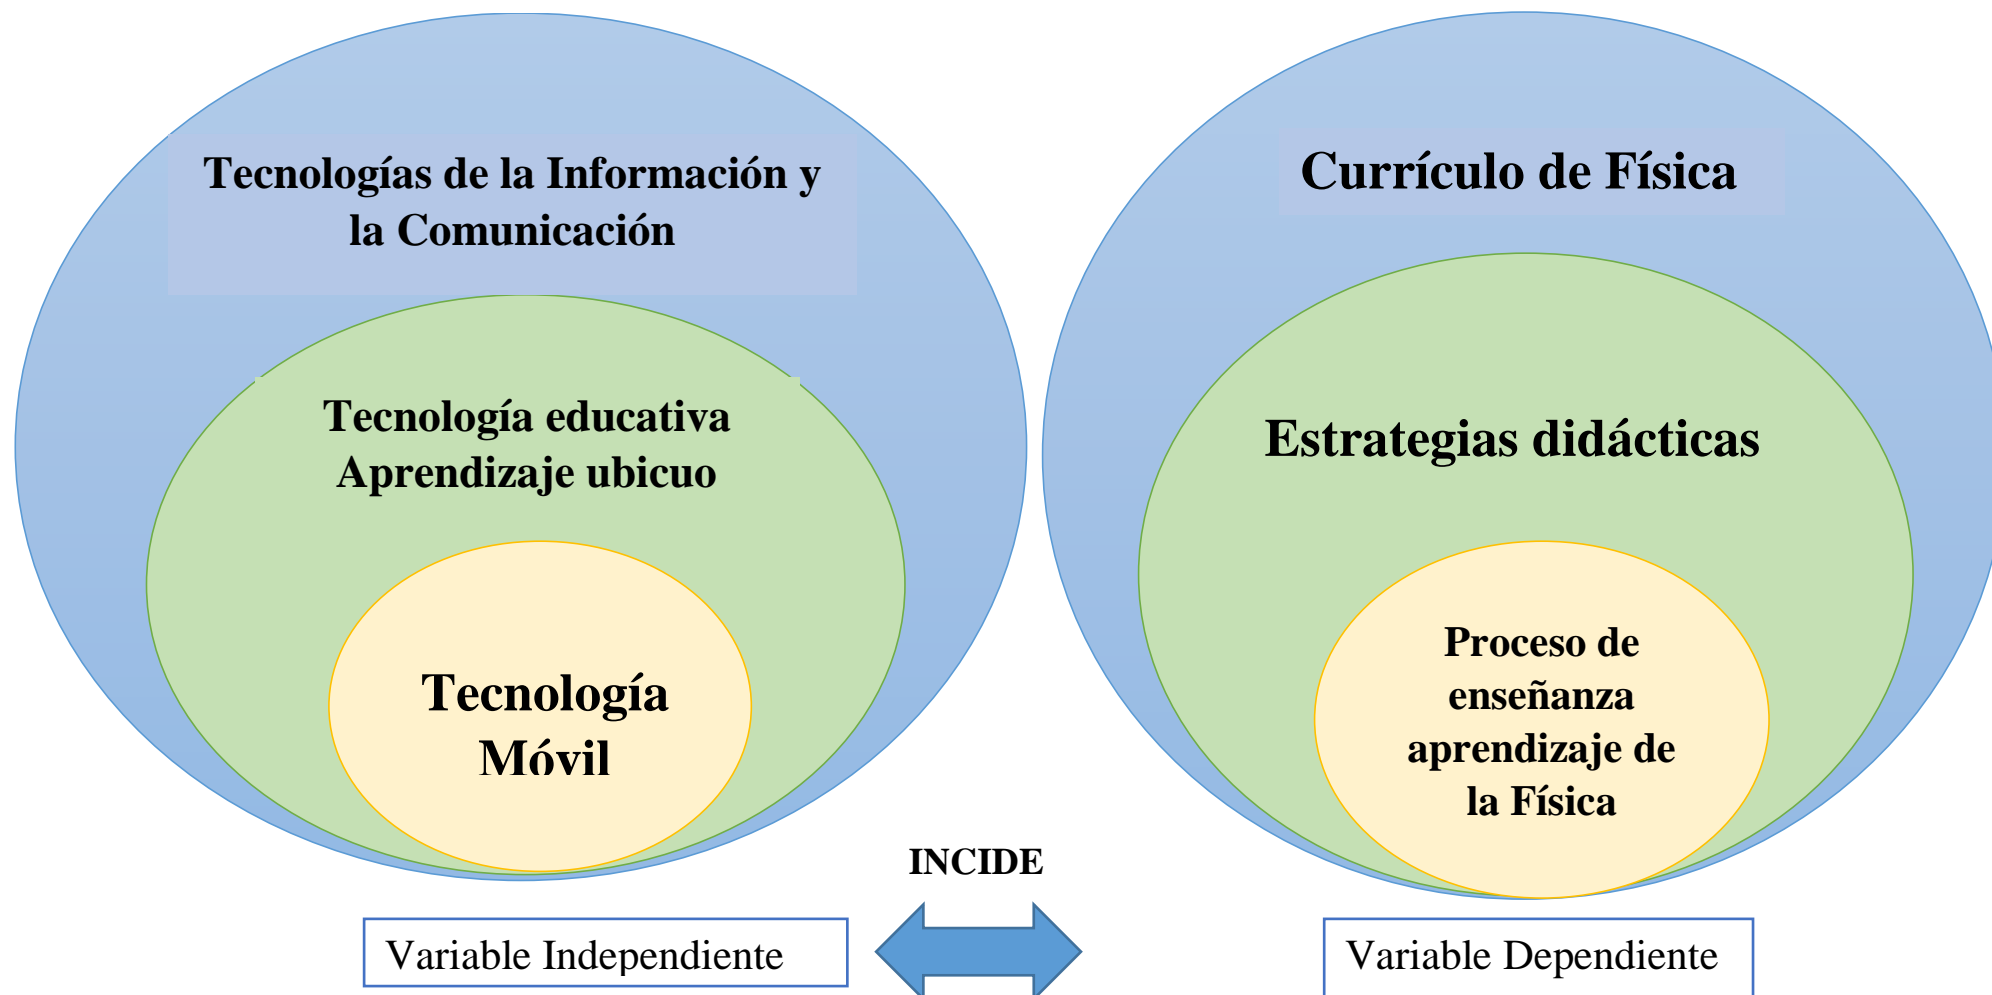 Tecnologías de la Información y
la Comunicación
Tecnología educativa
Aprendizaje ubicuo
Tecnología
Móvil
Currículo de Física
Estrategias didácticas
Proceso de
enseñanza
aprendizaje de
la Física
INCIDE
Variable Independiente
Variable Dependiente